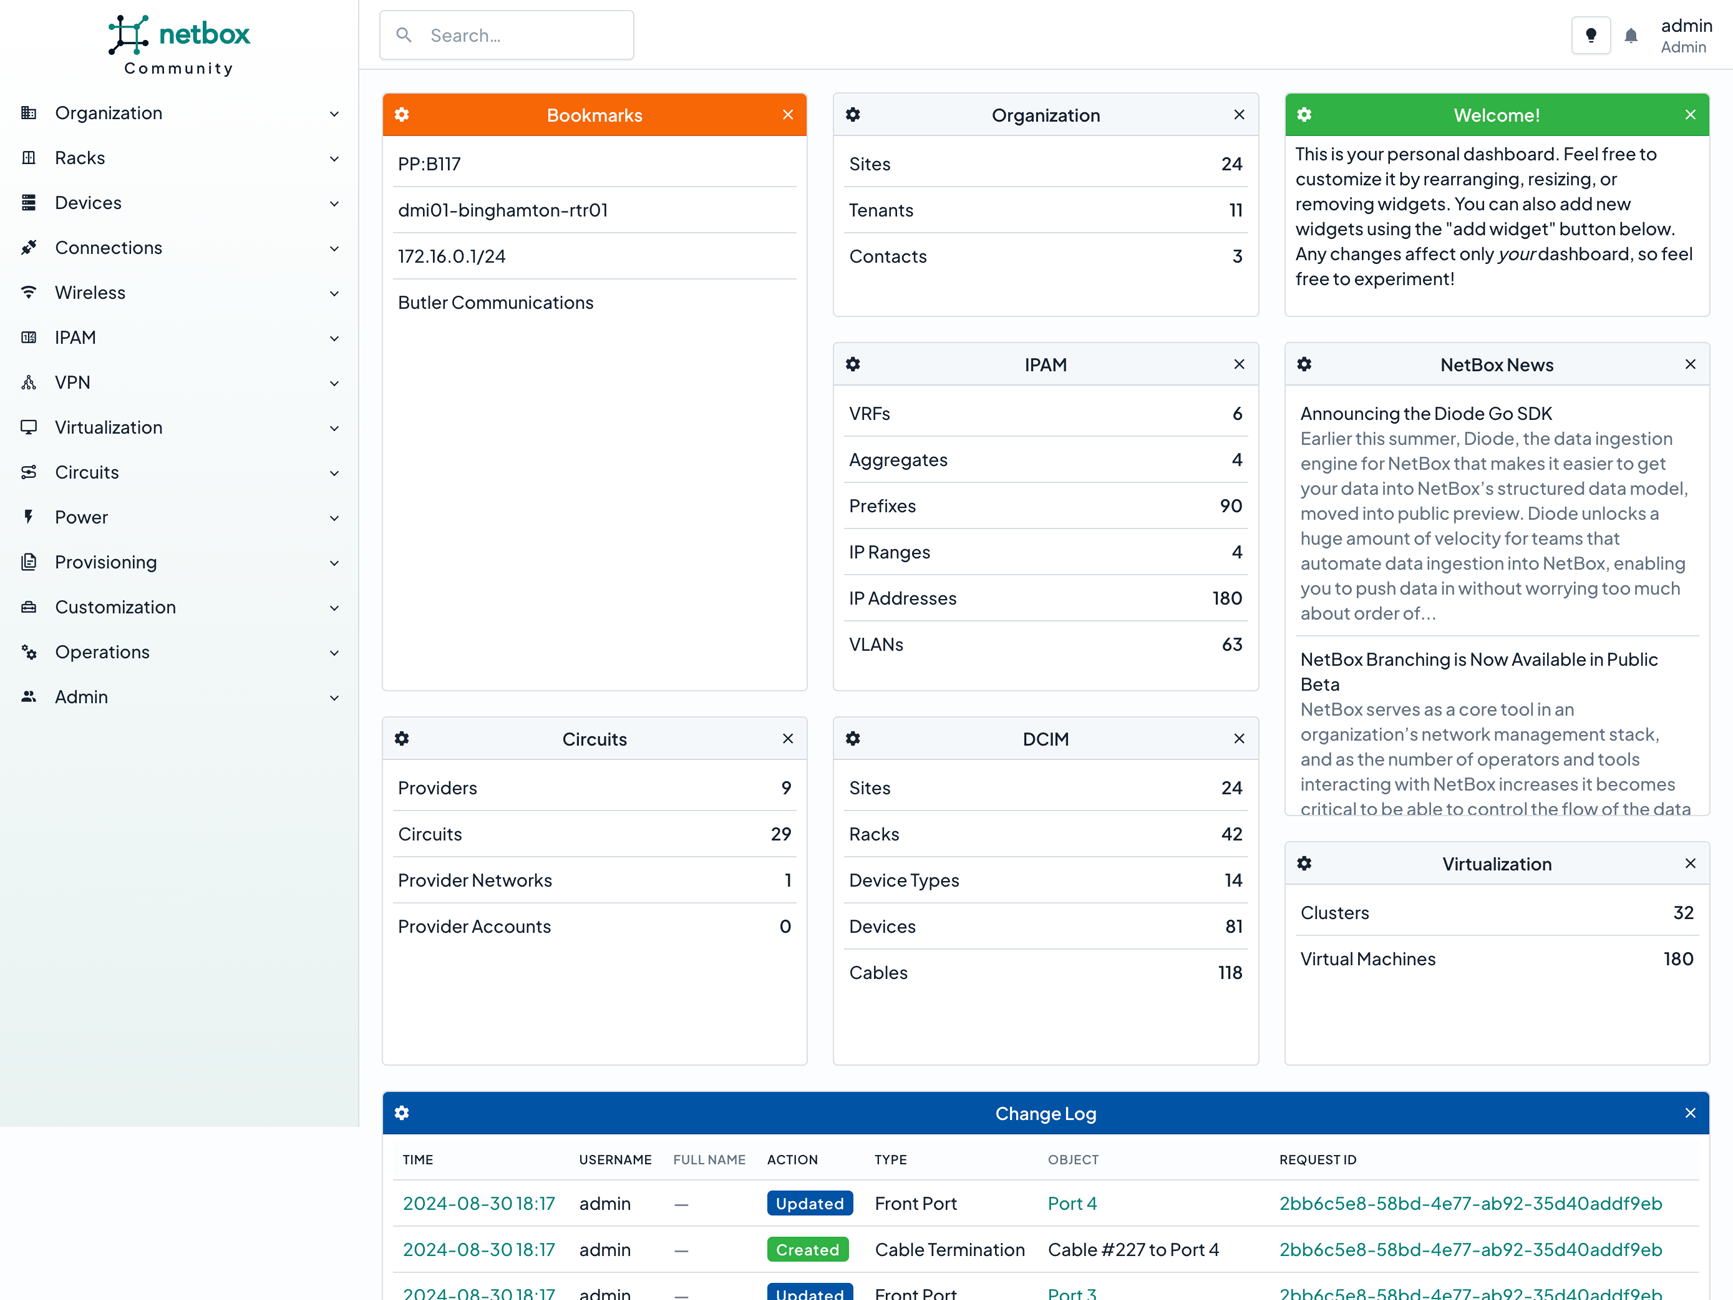 netbox
Community
Organization
Racks
Devices
Connections
Wireless
IPAM
VPN
Virtualization
Circuits
Power
Provisioning
Customization
Operations
Admin
Search...
admin
Admin
Bookmarks
PP:B117
dmi01-binghamton-rtr01
172.16.0.1/24
Butler Communications
Organization
Sites 24
Tenants 11
Contacts 3
Welcome!
This is your personal dashboard. Feel free to
customize it by rearranging, resizing, or
removing widgets. You can also add new
widgets using the "add widget" button below.
Any changes affect only your dashboard, so feel
free to experiment!
IPAM
VRFs 6
Aggregates 4
Prefixes 90
IP Ranges 4
IP Addresses 180
VLANs 63
NetBox News
Announcing the Diode Go SDK
Earlier this summer, Diode, the data ingestion
engine for NetBox that makes it easier to get
your data into NetBox’s structured data model,
moved into public preview. Diode unlocks a
huge amount of velocity for teams that
automate data ingestion into NetBox, enabling
you to push data in without worrying too much
about order of...
NetBox Branching is Now Available in Public
Beta
NetBox serves as a core tool in an
organization’s network management stack,
and as the number of operators and tools
interacting with NetBox increases it becomes
critical to be able to control the flow of the data
Circuits
Providers 9
Circuits 29
Provider Networks 1
Provider Accounts 0
DCIM
Sites 24
Racks 42
Device Types 14
Devices 81
Cables 118
Virtualization
Clusters 32
Virtual Machines 180
Change Log
TIME USERNAME FULL NAME ACTION TYPE OBJECT REQUEST ID
2024-08-30 18:17 admin — Updated Front Port Port 4 2bb6c5e8-58bd-4e77-ab92-35d40addf9eb
2024-08-30 18:17 admin — Created Cable Termination Cable #227 to Port 4 2bb6c5e8-58bd-4e77-ab92-35d40addf9eb
2024-08-30 18:17 admin — Updated Front Port Port 3 2bb6c5e8-58bd-4e77-ab92-35d40addf9eb